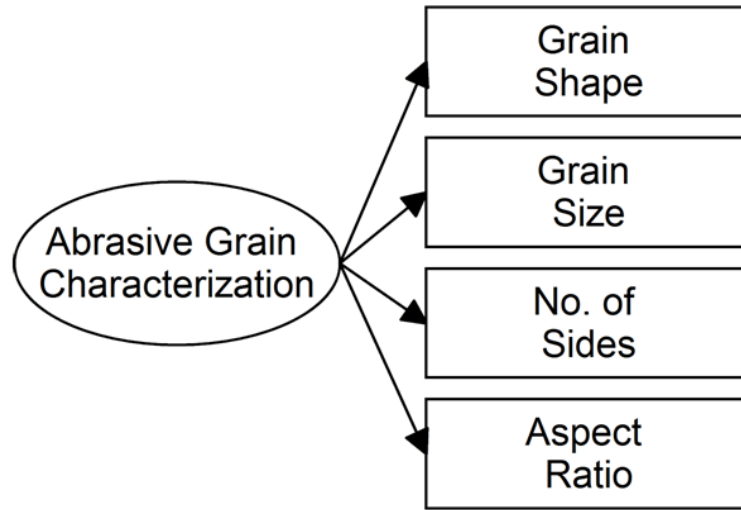 Grain
Shape
Grain
Size
Abrasive Grain
Characterization
No. of
Sides
Aspect
Ratio